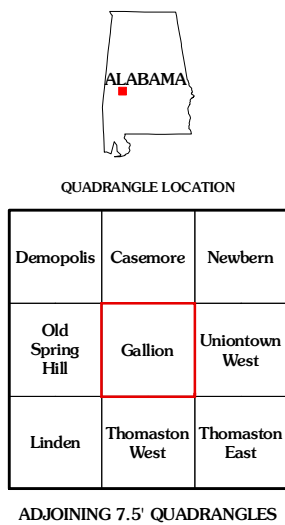 ALABAMA
QUADRANGLE LOCATION
Demopolis
Casemore
Newbern
Old
Spring
Hill
Gallion
Uniontown
West
Linden
Thomaston
West
Thomaston
East
ADJOINING 7.5' QUADRANGLES